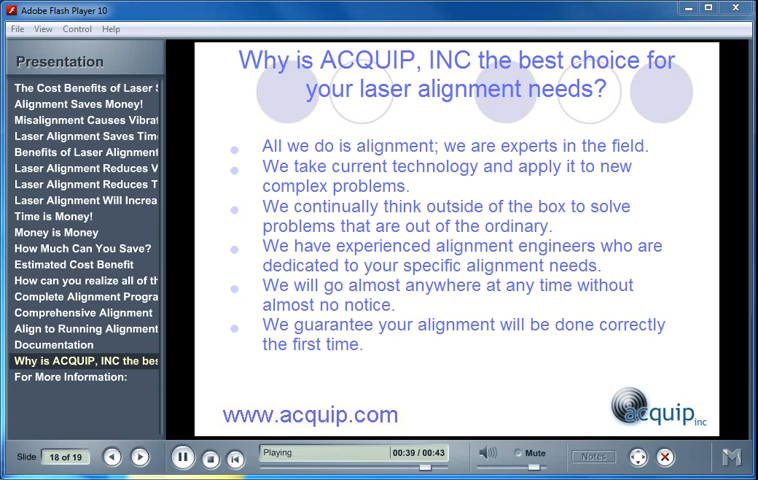 Adobe Flash Player 10
File View Control Help
Presentation
The Cost Benefits of Laser
Alignment Saves Money!
Misalignment Causes Vibrat
Laser Alignment Saves Time
Benefits of Laser Alignment
Laser Alignment Reduces V
Laser Alignment Reduces T
Laser Alignment Will Increa
Time is Money!
Money is Money
How Much Can You Save?
Estimated Cost Benefit
How can you realize all of th
Complete Alignment Progra
Comprehensive Alignment
Align to Running Alignment
Documentation
Why is ACQUIP, INC the bes
For More Information:
Why is ACQUIP, INC the best choice for
your laser alignment needs?
All we do is alignment; we are experts in the field.
We take current technology and apply it to new
complex problems.
We continually think outside of the box to solve
problems that are out of the ordinary.
We have experienced alignment engineers who are
dedicated to your specific alignment needs.
We will go almost anywhere at any time without
almost no notice.
We guarantee your alignment will be done correctly
the first time.
www.acquip.com
acquip inc
Slide 18 of 19
Playing 00:39 / 00:43
Mute
Notes